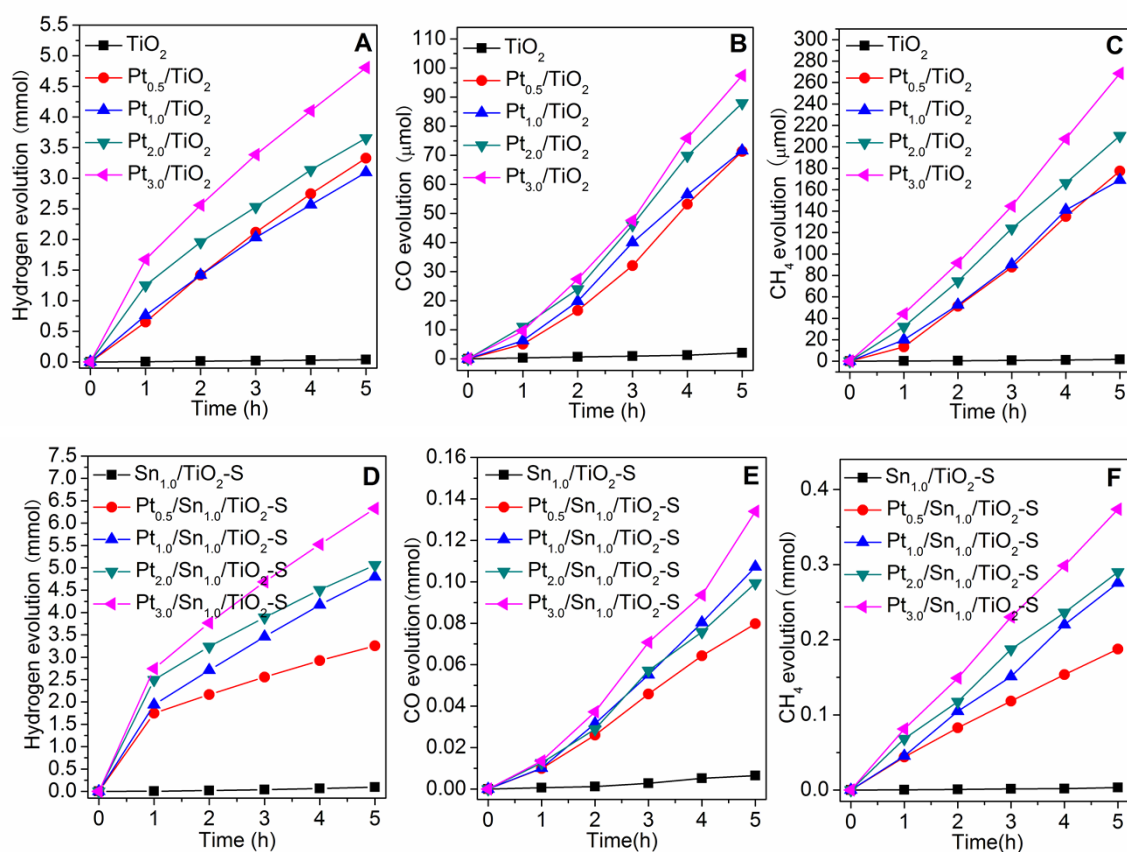 A
TiO2
Pt0.5/TiO2
Pt1.0/TiO2
Pt2.0/TiO2
Pt3.0/TiO2
Hydrogen evolution (mmol)
5.5
5.0
4.5
4.0
3.5
3.0
2.5
2.0
1.5
1.0
0.5
0.0
0 1 2 3 4 5
Time (h)
B
TiO2
Pt0.5/TiO2
Pt1.0/TiO2
Pt2.0/TiO2
Pt3.0/TiO2
CO evolution (μmol)
110
100
90
80
70
60
50
40
30
20
10
0
0 1 2 3 4 5
Time (h)
C
TiO2
Pt0.5/TiO2
Pt1.0/TiO2
Pt2.0/TiO2
Pt3.0/TiO2
CH4 evolution (μmol)
300
280
260
240
220
200
180
160
140
120
100
80
60
40
20
0
0 1 2 3 4 5
Time (h)
D
Sn1.0/TiO2-S
Pt0.5/Sn1.0/TiO2-S
Pt1.0/Sn1.0/TiO2-S
Pt2.0/Sn1.0/TiO2-S
Pt3.0/Sn1.0/TiO2-S
Hydrogen evolution (mmol)
7.5
7.0
6.5
6.0
5.5
5.0
4.5
4.0
3.5
3.0
2.5
2.0
1.5
1.0
0.5
0.0
0 1 2 3 4 5
Time (h)
E
Sn1.0/TiO2-S
Pt0.5/Sn1.0/TiO2-S
Pt1.0/Sn1.0/TiO2-S
Pt2.0/Sn1.0/TiO2-S
Pt3.0/Sn1.0/TiO2-S
CO evolution (mmol)
0.16
0.14
0.12
0.10
0.08
0.06
0.04
0.02
0.00
0 1 2 3 4 5
Time(h)
F
Sn1.0/TiO2-S
Pt0.5/Sn1.0/TiO2-S
Pt1.0/Sn1.0/TiO2-S
Pt2.0/Sn1.0/TiO2-S
Pt3.0/Sn1.0/TiO2-S
CH4 evolution (mmol)
0.4
0.3
0.2
0.1
0.0
0 1 2 3 4 5
Time(h)